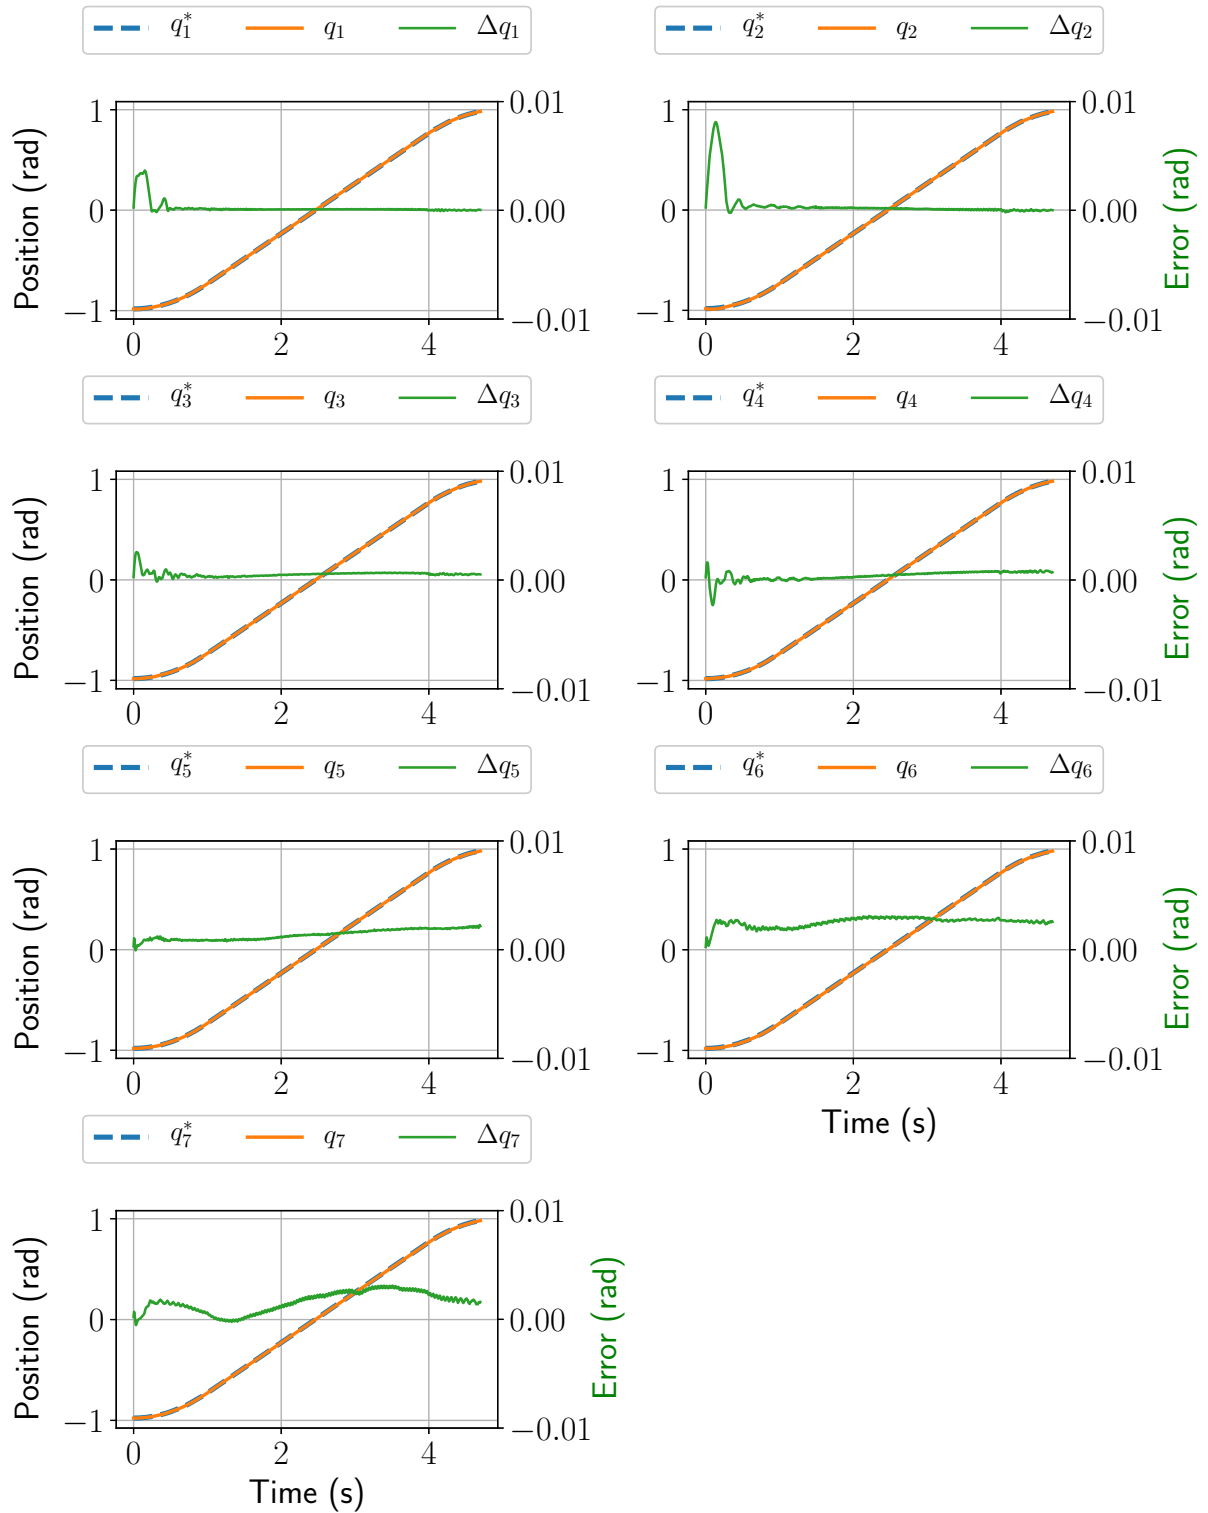 q₁* q₁ Δq₁
q₂* q₂ Δq₂
Position (rad)
1
0
−1
0.01
0.00
−0.01
0 2 4
1
0
−1
0.01
0.00
−0.01
0 2 4
Error (rad)
q₃* q₃ Δq₃
q₄* q₄ Δq₄
Position (rad)
1
0
−1
0.01
0.00
−0.01
0 2 4
1
0
−1
0.01
0.00
−0.01
0 2 4
Error (rad)
q₅* q₅ Δq₅
q₆* q₆ Δq₆
Position (rad)
1
0
−1
0.01
0.00
−0.01
0 2 4
1
0
−1
0.01
0.00
−0.01
0 2 4
Error (rad)
Time (s)
q₇* q₇ Δq₇
Position (rad)
1
0
−1
0.01
0.00
−0.01
0 2 4
Error (rad)
Time (s)